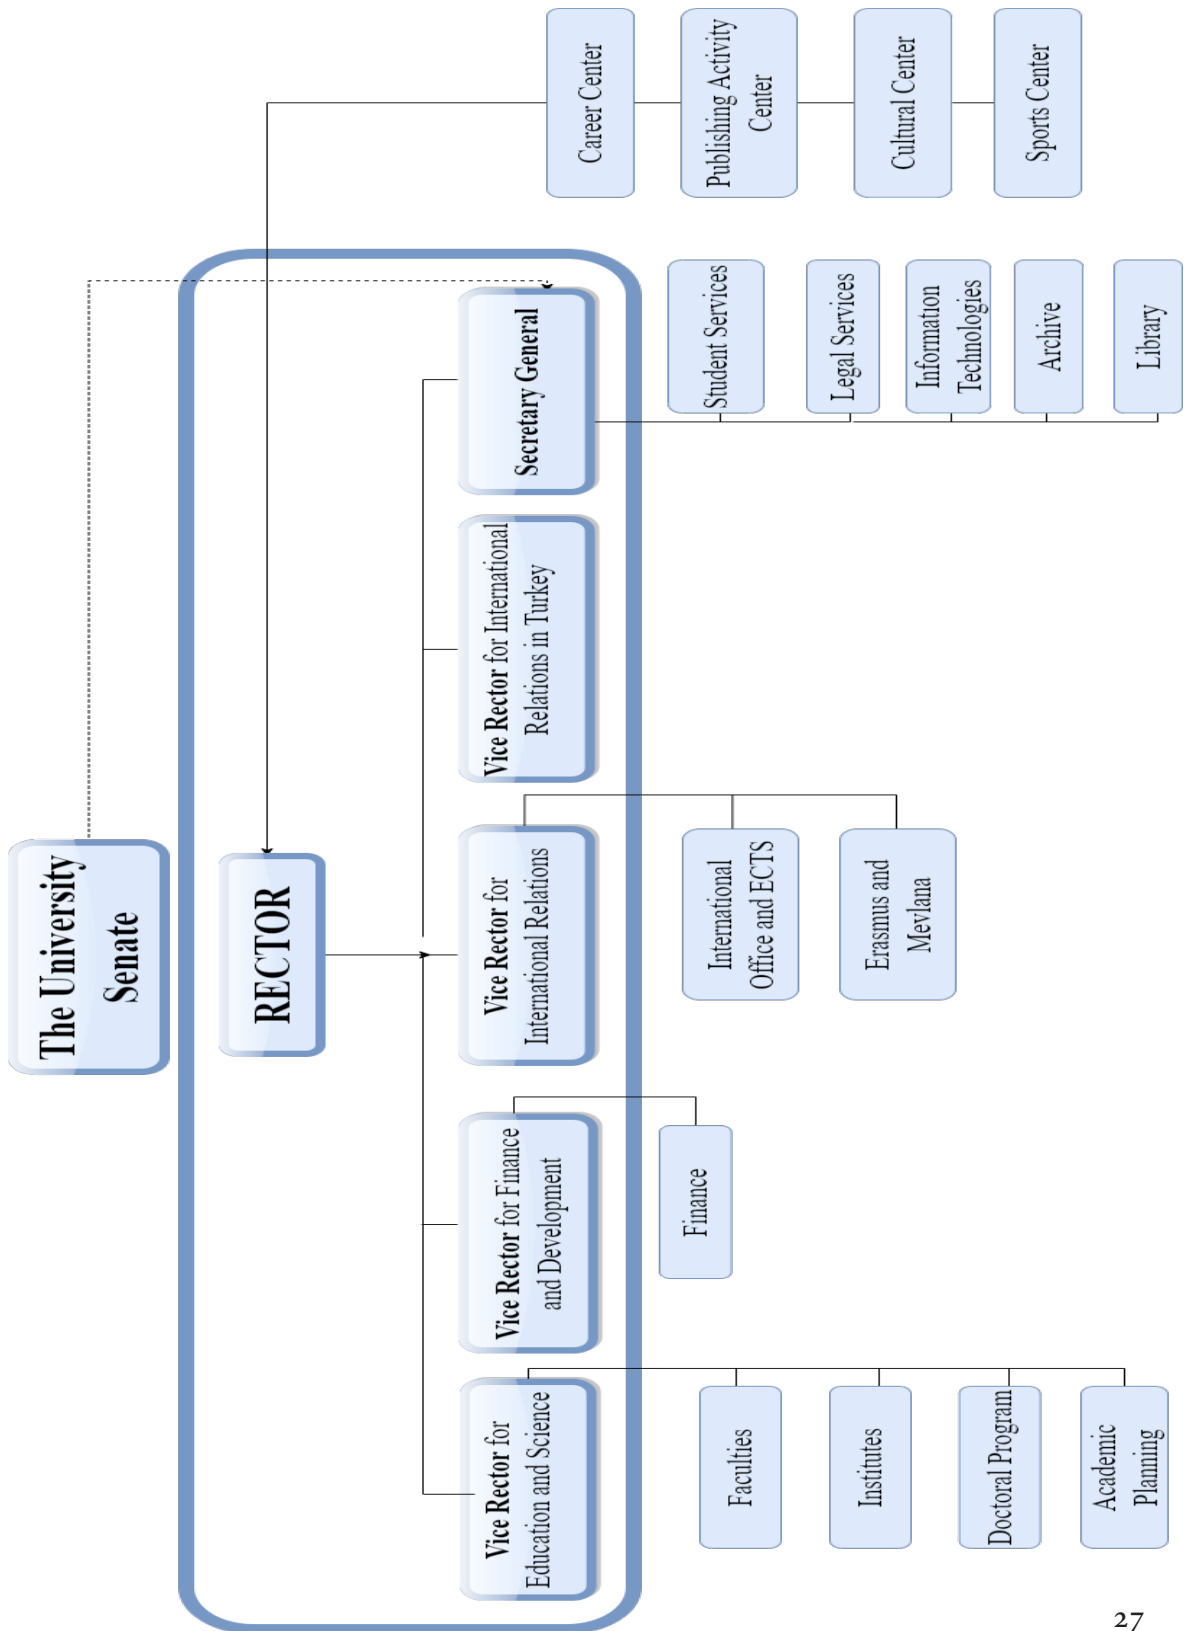 The University
Senate
RECTOR
Vice Rector for
Education and Science
Vice Rector for Finance
and Development
Vice Rector for
International Relations
Vice Rector for International
Relations in Turkey
Secretary General
Faculties
Institutes
Doctoral Program
Academic
Planning
Finance
International
Office and ECTS
Erasmus and
Mevlana
Student Services
Legal Services
Information
Technologies
Archive
Library
Career Center
Publishing Activity
Center
Cultural Center
Sports Center
27